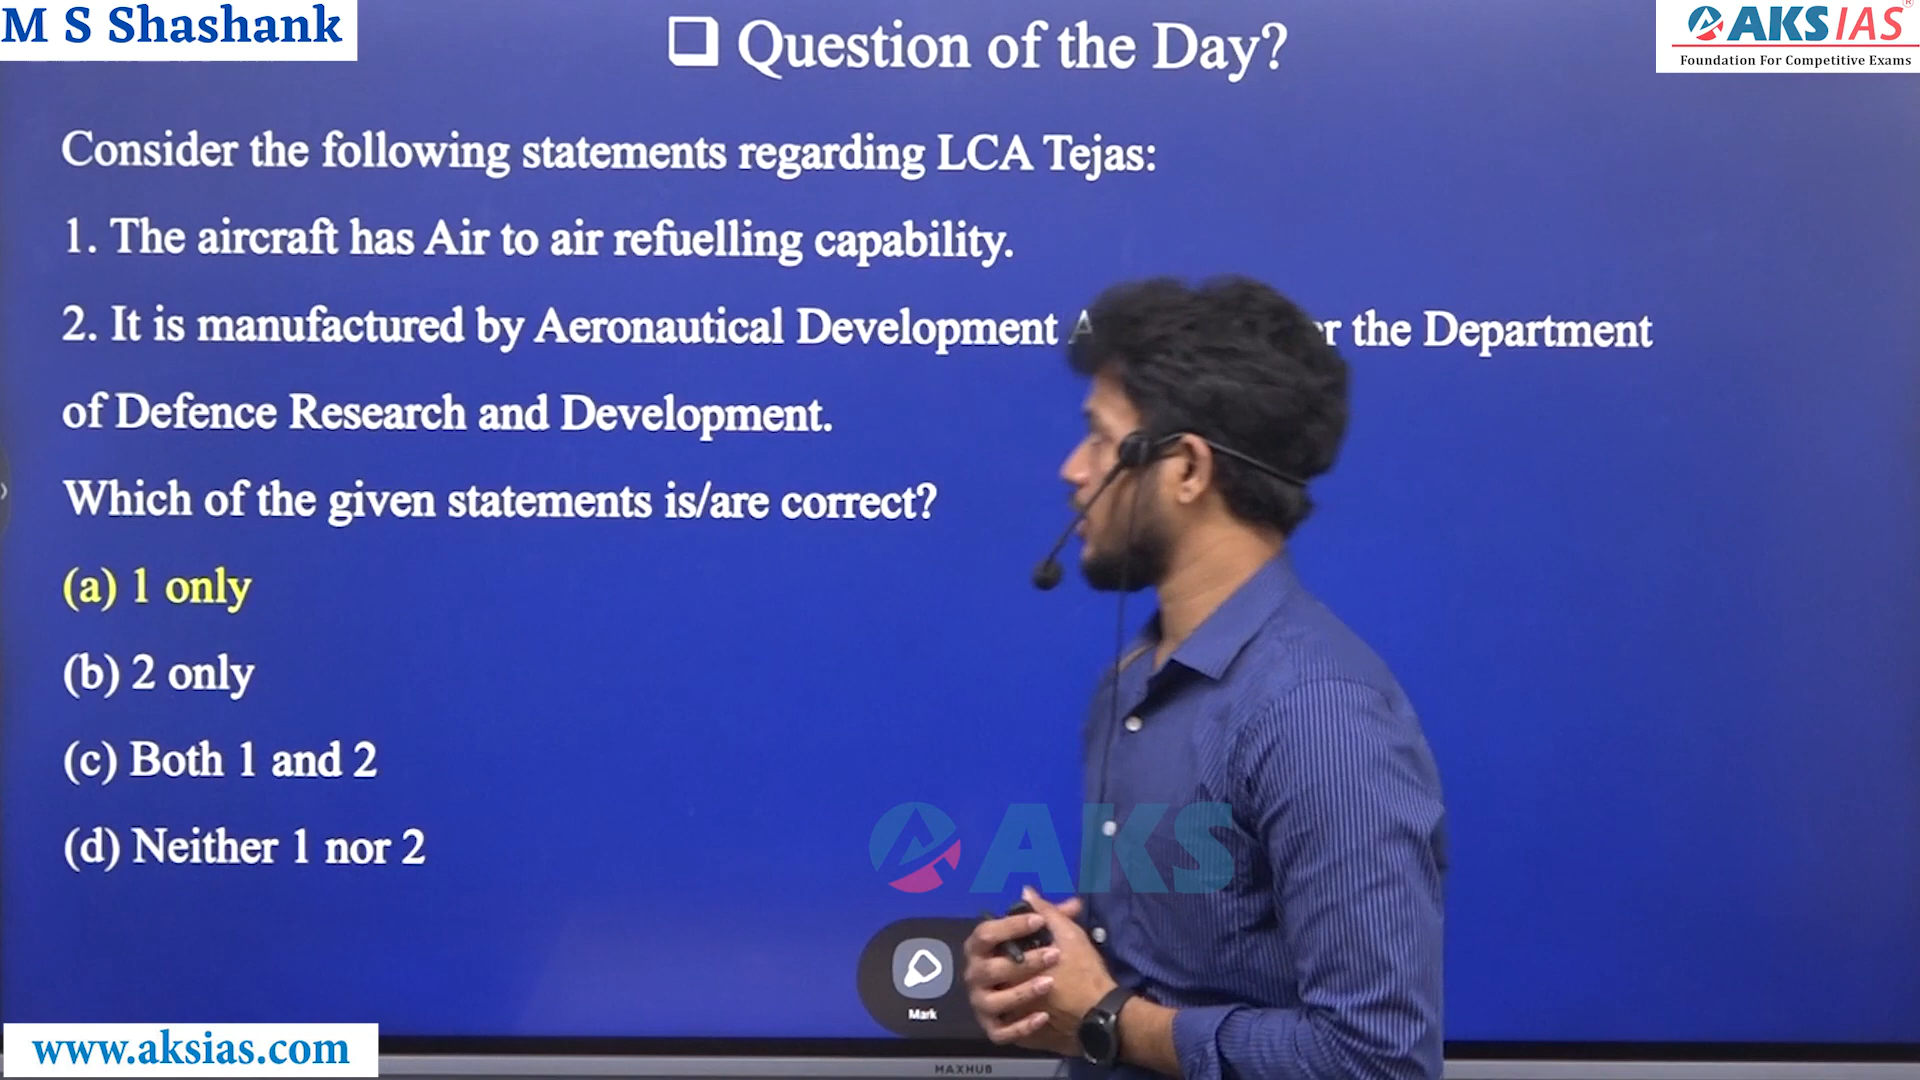 M S Shashank
❑ Question of the Day?
AKS IAS®
Foundation For Competitive Exams
Consider the following statements regarding LCA Tejas:
1. The aircraft has Air to air refuelling capability.
2. It is manufactured by Aeronautical Development the Department
of Defence Research and Development.
Which of the given statements is/are correct?
(a) 1 only
(b) 2 only
(c) Both 1 and 2
(d) Neither 1 nor 2
AKS
Mark
www.aksias.com
MAXHUB